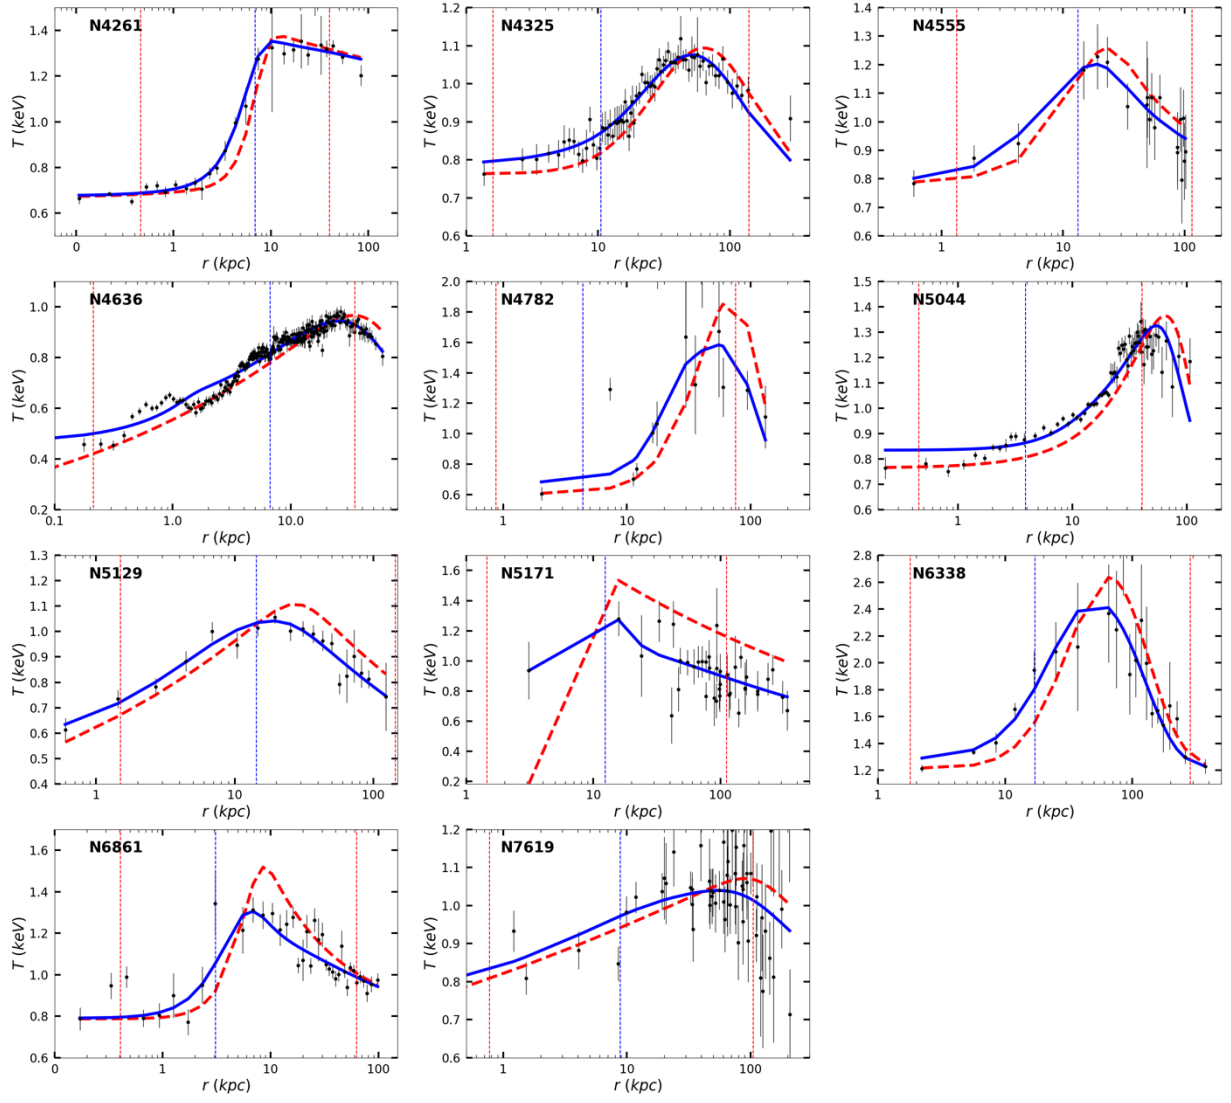 N4261
T (keV)
1.4
1.2
1.0
0.8
0.6
0 1 10 100
r (kpc)
N4325
T (keV)
1.2
1.1
1.0
0.9
0.8
0.7
0.6
1 10 100
r (kpc)
N4555
T (keV)
1.4
1.3
1.2
1.1
1.0
0.9
0.8
0.7
0.6
1 10 100
r (kpc)
N4636
T (keV)
1.0
0.8
0.6
0.4
0.2
0.1 1.0 10.0
r (kpc)
N4782
T (keV)
2.0
1.8
1.6
1.4
1.2
1.0
0.8
0.6
1 10 100
r (kpc)
N5044
T (keV)
1.5
1.4
1.3
1.2
1.1
1.0
0.9
0.8
0.7
0.6
1 10 100
r (kpc)
N5129
T (keV)
1.3
1.2
1.1
1.0
0.9
0.8
0.7
0.6
0.5
0.4
1 10 100
r (kpc)
N5171
T (keV)
1.6
1.4
1.2
1.0
0.8
0.6
0.4
0.2
1 10 100
r (kpc)
N6338
T (keV)
2.8
2.6
2.4
2.2
2.0
1.8
1.6
1.4
1.2
1 10 100
r (kpc)
N6861
T (keV)
1.6
1.4
1.2
1.0
0.8
0.6
0 1 10 100
r (kpc)
N7619
T (keV)
1.2
1.1
1.0
0.9
0.8
0.7
0.6
1 10 100
r (kpc)